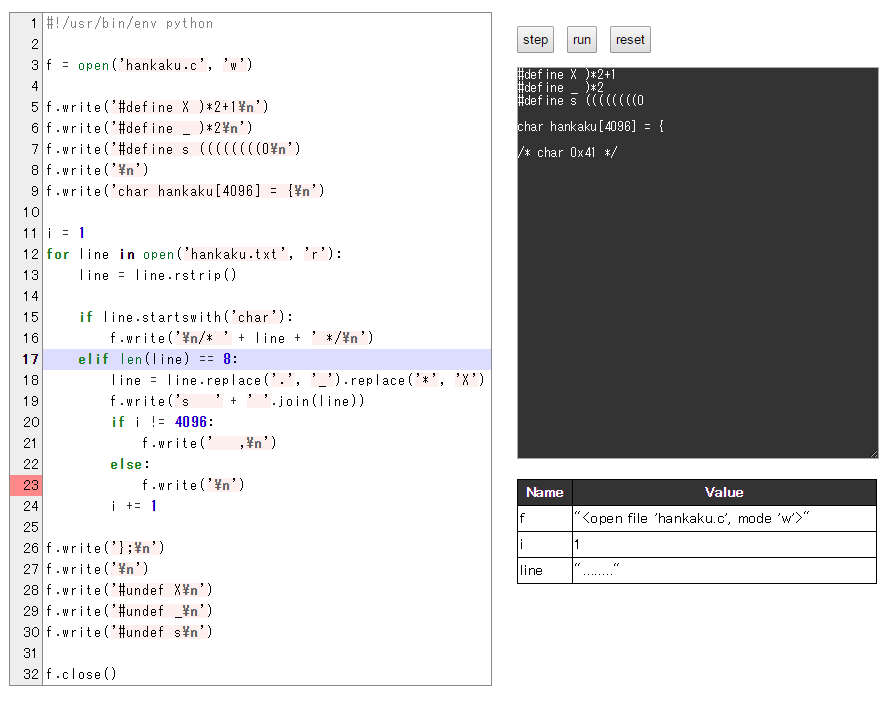 1 #!/usr/bin/env python
2
3 f = open('hankaku.c', 'w')
4
5 f.write('#define X )*2+1¥n')
6 f.write('#define _ )*2¥n')
7 f.write('#define s ((((((((0¥n')
8 f.write('¥n')
9 f.write('char hankaku[4096] = {¥n')
10
11 i = 1
12 for line in open('hankaku.txt', 'r'):
13     line = line.rstrip()
14
15     if line.startswith('char'):
16         f.write('¥n/* ' + line + ' */¥n')
17     elif len(line) == 8:
18         line = line.replace('.', '_').replace('*', 'X')
19         f.write('s   ' + ' '.join(line))
20         if i != 4096:
21             f.write('   ,¥n')
22         else:
23             f.write('¥n')
24         i += 1
25
26 f.write('};¥n')
27 f.write('¥n')
28 f.write('#undef X¥n')
29 f.write('#undef _¥n')
30 f.write('#undef s¥n')
31
32 f.close()
step run reset
#define X )*2+1
#define _ )*2
#define s ((((((((0
char hankaku[4096] = {
/* char 0x41 */
Name Value
f "<open file 'hankaku.c', mode 'w'>"
i 1
line "........"